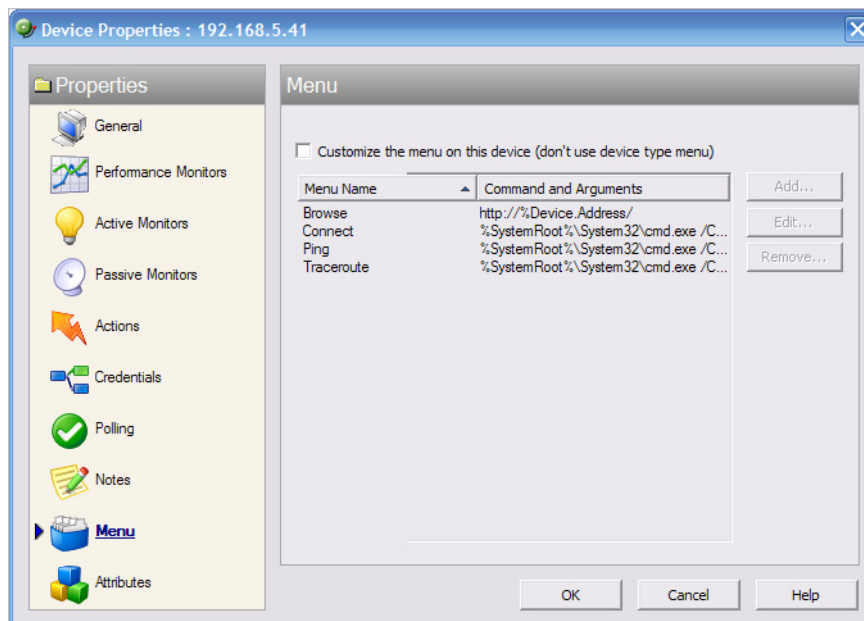 Device Properties : 192.168.5.41
Properties
General
Performance Monitors
Active Monitors
Passive Monitors
Actions
Credentials
Polling
Notes
Menu
Attributes
Menu
Customize the menu on this device (don't use device type menu)
Menu Name Command and Arguments
Browse http://%Device.Address/
Connect %SystemRoot%\System32\cmd.exe /C...
Ping %SystemRoot%\System32\cmd.exe /C...
Traceroute %SystemRoot%\System32\cmd.exe /C...
Add...
Edit...
Remove...
OK Cancel Help